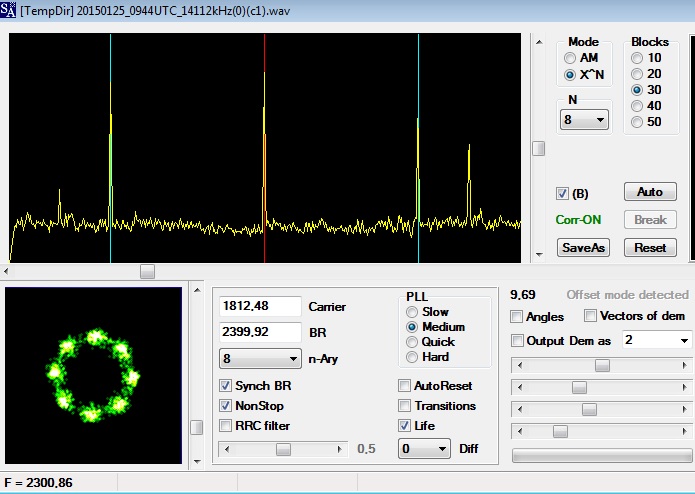 SA [TempDir] 20150125_0944UTC_14112kHz(0)(c1).wav
Mode
AM
X^N
N
8
Blocks
10
20
30
40
50
(B)
Auto
Corr-ON
Break
SaveAs
Reset
1812,48 Carrier
2399,92 BR
8 n-Ary
Synch BR
NonStop
RRC filter
0,5
PLL
Slow
Medium
Quick
Hard
AutoReset
Transitions
Life
0 Diff
9,69 Offset mode detected
Angles Vectors of dem
Output Dem as 2
F = 2300,86